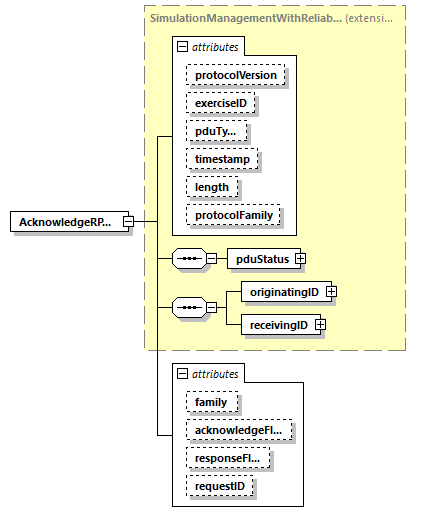 SimulationManagementWithReliab... (extensi...
attributes
protocolVersion
exerciseID
pduTy...
timestamp
length
protocolFamily
AcknowledgeRP...
pduStatus
originatingID
receivingID
attributes
family
acknowledgeFl...
responseFl...
requestID